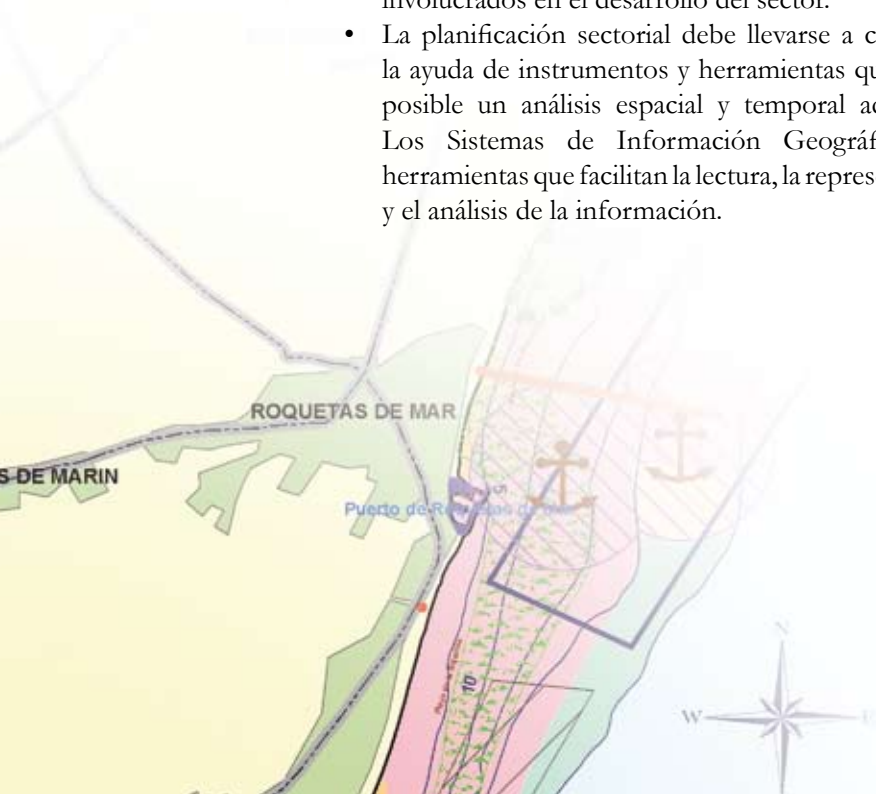 involucrados en el desarrollo del sector.
• La planificación sectorial debe llevarse a c
la ayuda de instrumentos y herramientas qu
posible un análisis espacial y temporal ac
Los Sistemas de Información Geográf
herramientas que facilitan la lectura, la repres
y el análisis de la información.
ROQUETAS DE MAR
S DE MARIN
Puerto de Roquetas de Mar
5
10
N
W
E